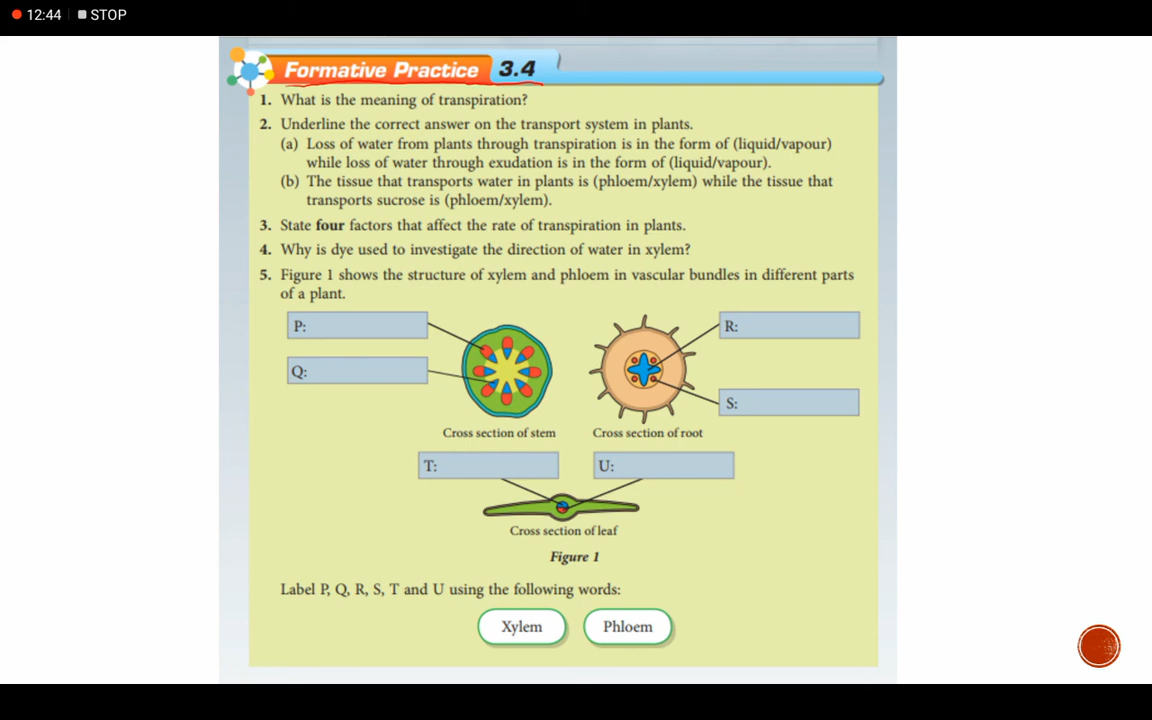 12:44 STOP
Formative Practice 3.4
1. What is the meaning of transpiration?
2. Underline the correct answer on the transport system in plants.
(a) Loss of water from plants through transpiration is in the form of (liquid/vapour)
while loss of water through exudation is in the form of (liquid/vapour).
(b) The tissue that transports water in plants is (phloem/xylem) while the tissue that
transports sucrose is (phloem/xylem).
3. State four factors that affect the rate of transpiration in plants.
4. Why is dye used to investigate the direction of water in xylem?
5. Figure 1 shows the structure of xylem and phloem in vascular bundles in different parts
of a plant.
P:
R:
Q:
S:
Cross section of stem
Cross section of root
T:
U:
Cross section of leaf
Figure 1
Label P, Q, R, S, T and U using the following words:
Xylem
Phloem